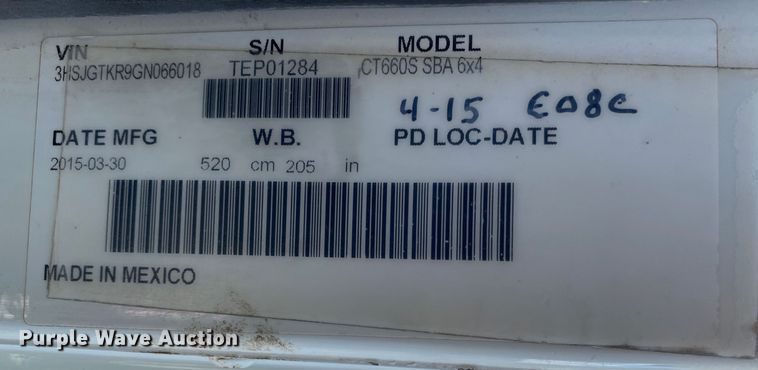 VIN S/N MODEL
3HSJGTKR9GN066018 TEP01284 CT660S SBA 6x4
4-15 E08C
DATE MFG W.B. PD LOC-DATE
2015-03-30 520 cm 205 in
MADE IN MEXICO
Purple Wave Auction